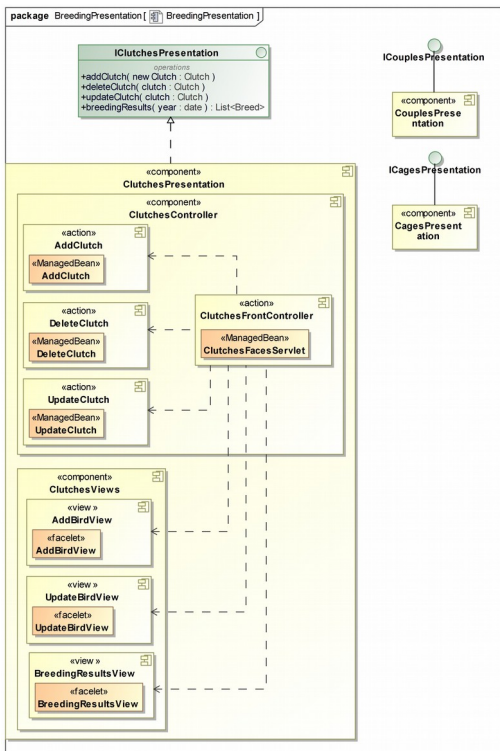 package BreedingPresentation [ BreedingPresentation ]
IClutchesPresentation
operations
+addClutch( new Clutch : Clutch )
+deleteClutch( clutch : Clutch )
+updateClutch( clutch : Clutch )
+breedingResults( year : date ) : List<Breed>
ICouplesPresentation
«component»
CouplesPrese
ntation
ICagesPresentation
«component»
CagesPresent
ation
«component»
ClutchesPresentation
«component»
ClutchesController
«action»
AddClutch
«ManagedBean»
AddClutch
«action»
DeleteClutch
«ManagedBean»
DeleteClutch
«action»
UpdateClutch
«ManagedBean»
UpdateClutch
«action»
ClutchesFrontController
«ManagedBean»
ClutchesFacesServlet
«component»
ClutchesViews
«view »
AddBirdView
«facelet»
AddBirdView
«view »
UpdateBirdView
«facelet»
UpdateBirdView
«view »
BreedingResultsView
«facelet»
BreedingResultsView